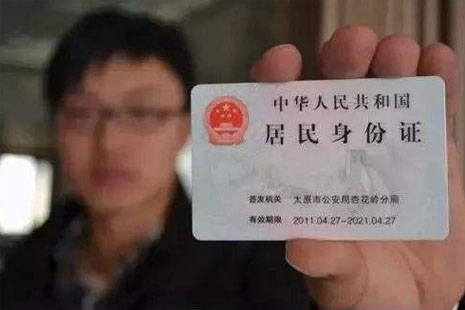 中华人民共和国
居民身份证
签发机关 太原市公安局杏花岭分局
有效期限 2011.04.27-2021.04.27